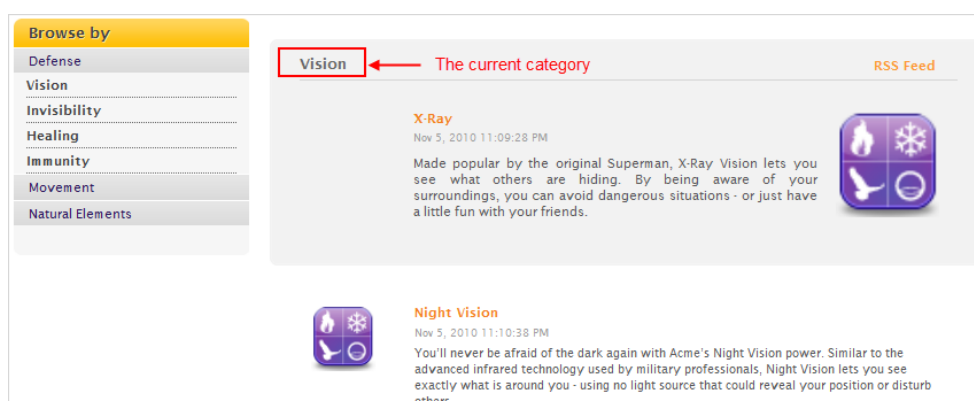 Browse by
Defense
Vision
Invisibility
Healing
Immunity
Movement
Natural Elements
Vision
The current category
RSS Feed
X-Ray
Nov 5, 2010 11:09:28 PM
Made popular by the original Superman, X-Ray Vision lets you
see what others are hiding. By being aware of your
surroundings, you can avoid dangerous situations - or just have
a little fun with your friends.
Night Vision
Nov 5, 2010 11:10:38 PM
You'll never be afraid of the dark again with Acme's Night Vision power. Similar to the
advanced infrared technology used by military professionals, Night Vision lets you see
exactly what is around you - using no light source that could reveal your position or disturb
others